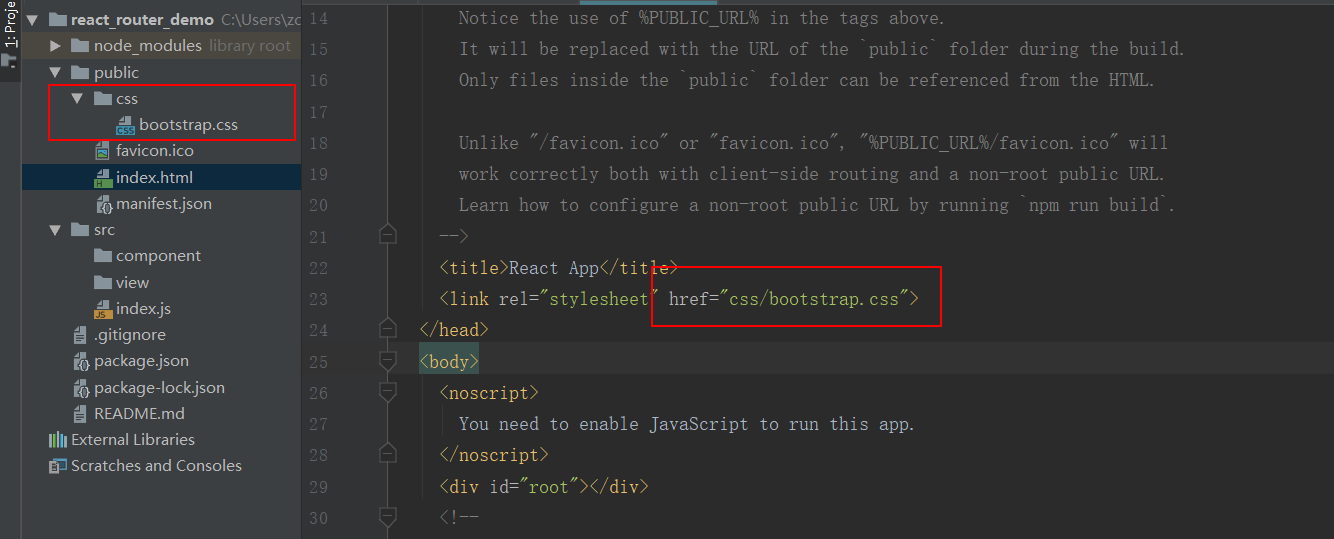 1: Proje
react_router_demo C:\Users\zc
node_modules library root
public
css
bootstrap.css
favicon.ico
index.html
manifest.json
src
component
view
index.js
.gitignore
package.json
package-lock.json
README.md
External Libraries
Scratches and Consoles
14 Notice the use of %PUBLIC_URL% in the tags above.
15 It will be replaced with the URL of the `public` folder during the build.
16 Only files inside the `public` folder can be referenced from the HTML.
17
18 Unlike "/favicon.ico" or "favicon.ico", "%PUBLIC_URL%/favicon.ico" will
19 work correctly both with client-side routing and a non-root public URL.
20 Learn how to configure a non-root public URL by running `npm run build`.
21 -->
22 <title>React App</title>
23 <link rel="stylesheet" href="css/bootstrap.css">
24 </head>
25 <body>
26 <noscript>
27 You need to enable JavaScript to run this app.
28 </noscript>
29 <div id="root"></div>
30 <!--